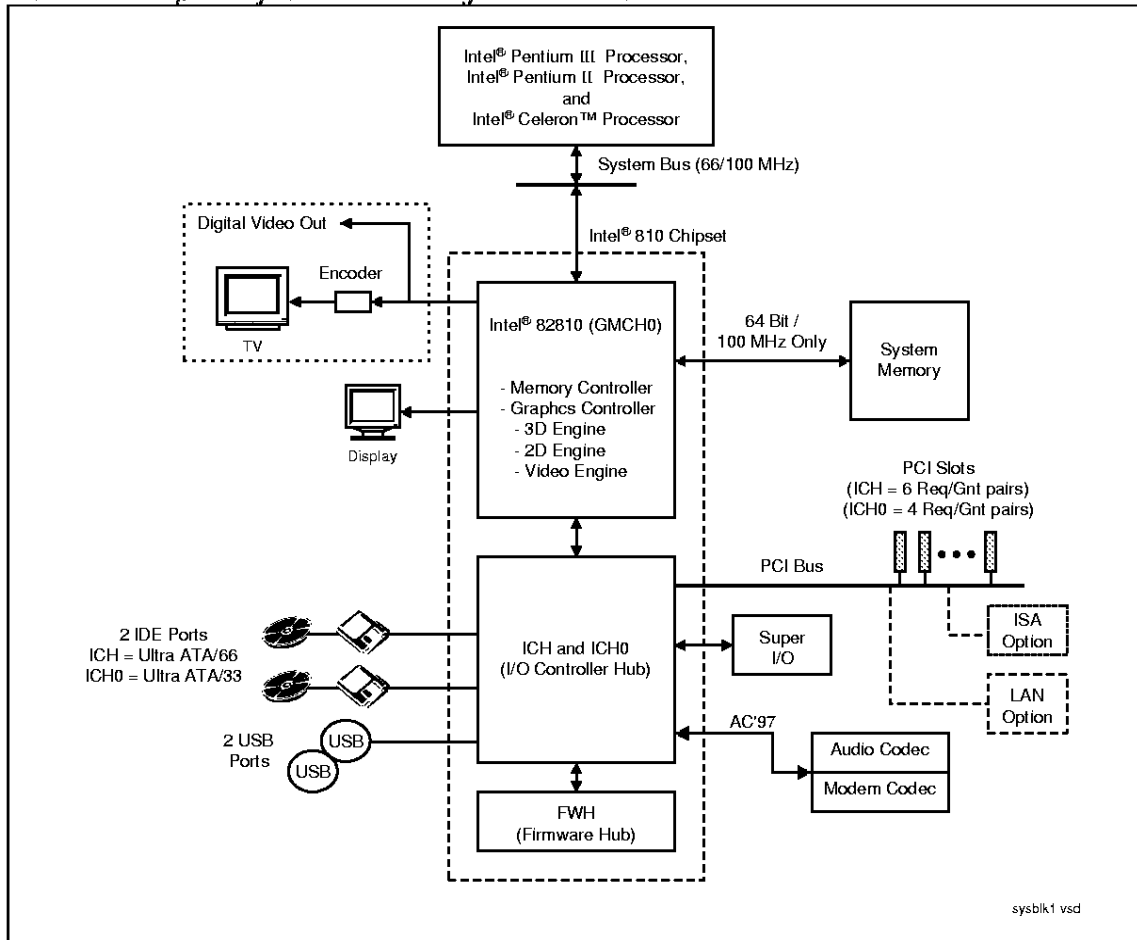 Intel® Pentium III Processor,
Intel® Pentium II Processor,
and
Intel® Celeron™ Processor
System Bus (66/100 MHz)
Digital Video Out
Intel® 810 Chipset
Encoder
TV
Intel® 82810 (GMCH0)
- Memory Controller
- Graphcs Controller
- 3D Engine
- 2D Engine
- Video Engine
64 Bit /
100 MHz Only
System
Memory
Display
PCI Slots
(ICH = 6 Req/Gnt pairs)
(ICH0 = 4 Req/Gnt pairs)
PCI Bus
2 IDE Ports
ICH = Ultra ATA/66
ICH0 = Ultra ATA/33
ICH and ICH0
(I/O Controller Hub)
Super
I/O
ISA
Option
LAN
Option
2 USB
Ports
USB
USB
AC'97
Audio Codec
Modem Codec
FWH
(Firmware Hub)
sysblk1 vsd